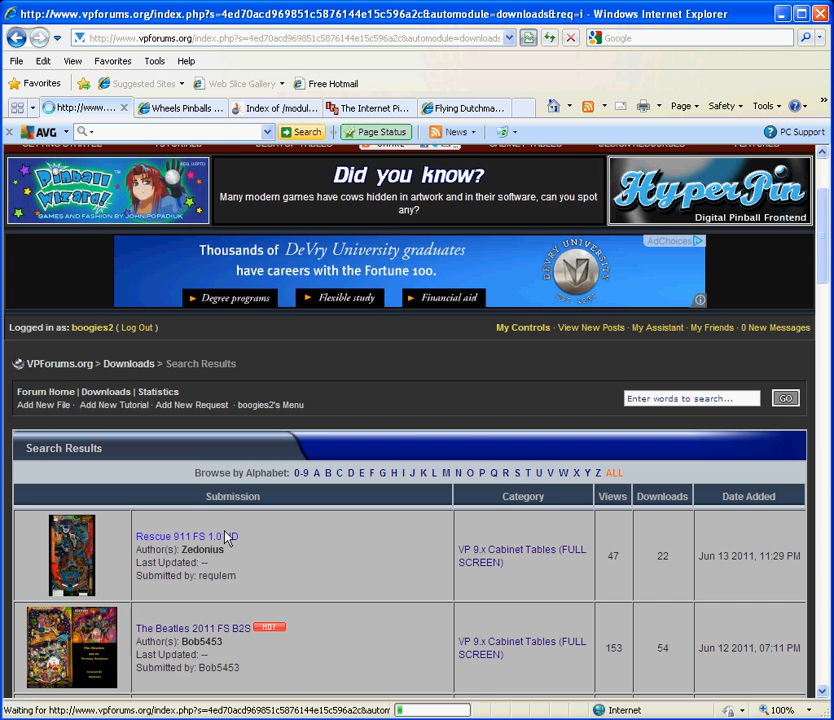 http://www.vpforums.org/index.php?s=4ed70acd969851c5876144e15c596a2c&automodule=downloads&req=i - Windows Internet Explorer
http://www.vpforums.org/index.php?s=4ed70acd969851c5876144e15c596a2c&automodule=downloads
Google
File Edit View Favorites Tools Help
Favorites Suggested Sites Web Slice Gallery Free Hotmail
http://www.... Wheels Pinballs ... Index of /modul... The Internet Pi... Flying Dutchma...
Page Safety Tools
AVG Search Page Status News PC Support
Pinball Wizard!
GAMES AND FASHION BY JOHN POPADIUK
Did you know?
Many modern games have cows hidden in artwork and in their software, can you spot
any?
HyperPin
Digital Pinball Frontend
Thousands of DeVry University graduates
have careers with the Fortune 100.
Degree programs Flexible study Financial aid
DEVRY UNIVERSITY
AdChoices
Logged in as: boogies2 ( Log Out )
My Controls · View New Posts · My Assistant · My Friends · 0 New Messages
VPForums.org > Downloads > Search Results
Forum Home | Downloads | Statistics
Add New File · Add New Tutorial · Add New Request · boogies2's Menu
Enter words to search... GO
Search Results
Browse by Alphabet: 0-9 A B C D E F G H I J K L M N O P Q R S T U V W X Y Z ALL
Submission Category Views Downloads Date Added
Rescue 911 FS 1.0
Author(s): Zedonius
Last Updated: --
Submitted by: requlem
VP 9.x Cabinet Tables (FULL
SCREEN)
47 22 Jun 13 2011, 11:29 PM
The Beatles 2011 FS B2S HOT
Author(s): Bob5453
Last Updated: --
Submitted by: Bob5453
VP 9.x Cabinet Tables (FULL
SCREEN)
153 54 Jun 12 2011, 07:11 PM
Waiting for http://www.vpforums.org/index.php?s=4ed70acd969851c5876144e15c596a2c&autom
Internet 100%